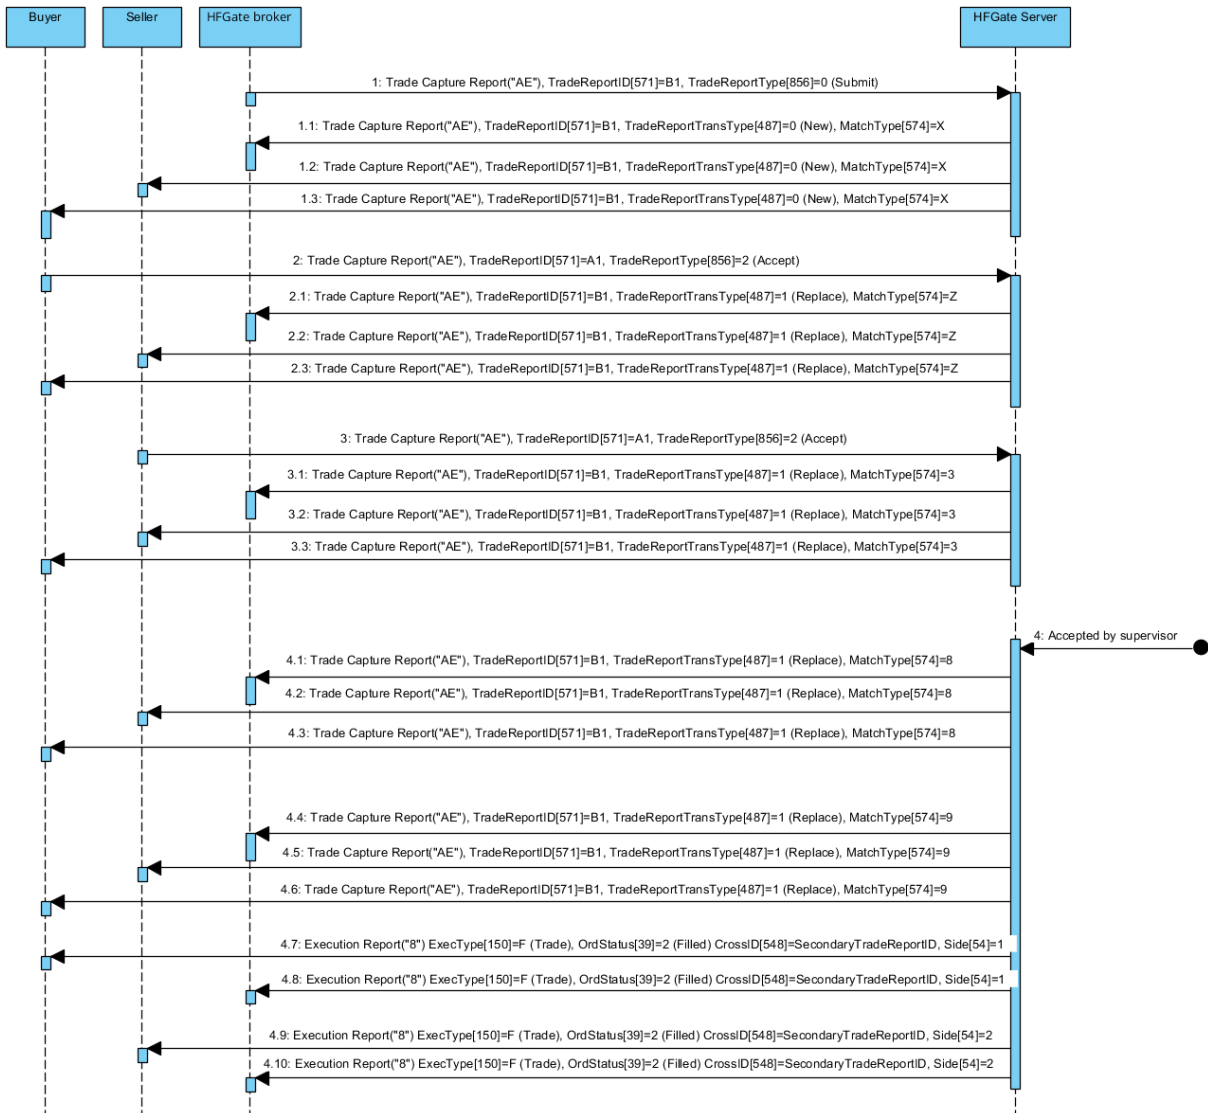 Buyer
Seller
HFGate broker
HFGate Server
1: Trade Capture Report("AE"), TradeReportID[571]=B1, TradeReportType[856]=0 (Submit)
1.1: Trade Capture Report("AE"), TradeReportID[571]=B1, TradeReportTransType[487]=0 (New), MatchType[574]=X
1.2: Trade Capture Report("AE"), TradeReportID[571]=B1, TradeReportTransType[487]=0 (New), MatchType[574]=X
1.3: Trade Capture Report("AE"), TradeReportID[571]=B1, TradeReportTransType[487]=0 (New), MatchType[574]=X
2: Trade Capture Report("AE"), TradeReportID[571]=A1, TradeReportType[856]=2 (Accept)
2.1: Trade Capture Report("AE"), TradeReportID[571]=B1, TradeReportTransType[487]=1 (Replace), MatchType[574]=Z
2.2: Trade Capture Report("AE"), TradeReportID[571]=B1, TradeReportTransType[487]=1 (Replace), MatchType[574]=Z
2.3: Trade Capture Report("AE"), TradeReportID[571]=B1, TradeReportTransType[487]=1 (Replace), MatchType[574]=Z
3: Trade Capture Report("AE"), TradeReportID[571]=A1, TradeReportType[856]=2 (Accept)
3.1: Trade Capture Report("AE"), TradeReportID[571]=B1, TradeReportTransType[487]=1 (Replace), MatchType[574]=3
3.2: Trade Capture Report("AE"), TradeReportID[571]=B1, TradeReportTransType[487]=1 (Replace), MatchType[574]=3
3.3: Trade Capture Report("AE"), TradeReportID[571]=B1, TradeReportTransType[487]=1 (Replace), MatchType[574]=3
4: Accepted by supervisor
4.1: Trade Capture Report("AE"), TradeReportID[571]=B1, TradeReportTransType[487]=1 (Replace), MatchType[574]=8
4.2: Trade Capture Report("AE"), TradeReportID[571]=B1, TradeReportTransType[487]=1 (Replace), MatchType[574]=8
4.3: Trade Capture Report("AE"), TradeReportID[571]=B1, TradeReportTransType[487]=1 (Replace), MatchType[574]=8
4.4: Trade Capture Report("AE"), TradeReportID[571]=B1, TradeReportTransType[487]=1 (Replace), MatchType[574]=9
4.5: Trade Capture Report("AE"), TradeReportID[571]=B1, TradeReportTransType[487]=1 (Replace), MatchType[574]=9
4.6: Trade Capture Report("AE"), TradeReportID[571]=B1, TradeReportTransType[487]=1 (Replace), MatchType[574]=9
4.7: Execution Report("8") ExecType[150]=F (Trade), OrdStatus[39]=2 (Filled) CrossID[548]=SecondaryTradeReportID, Side[54]=1
4.8: Execution Report("8") ExecType[150]=F (Trade), OrdStatus[39]=2 (Filled) CrossID[548]=SecondaryTradeReportID, Side[54]=1
4.9: Execution Report("8") ExecType[150]=F (Trade), OrdStatus[39]=2 (Filled) CrossID[548]=SecondaryTradeReportID, Side[54]=2
4.10: Execution Report("8") ExecType[150]=F (Trade), OrdStatus[39]=2 (Filled) CrossID[548]=SecondaryTradeReportID, Side[54]=2